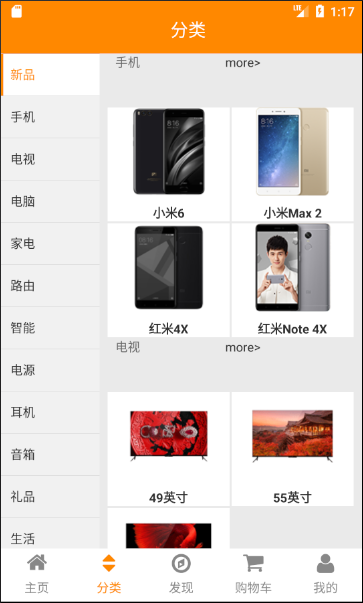 LTE 1:17
分类
新品
手机
电视
电脑
家电
路由
智能
电源
耳机
音箱
礼品
生活
手机 more>
小米6 小米Max 2
红米4X 红米Note 4X
电视 more>
49英寸 55英寸
主页 分类 发现 购物车 我的